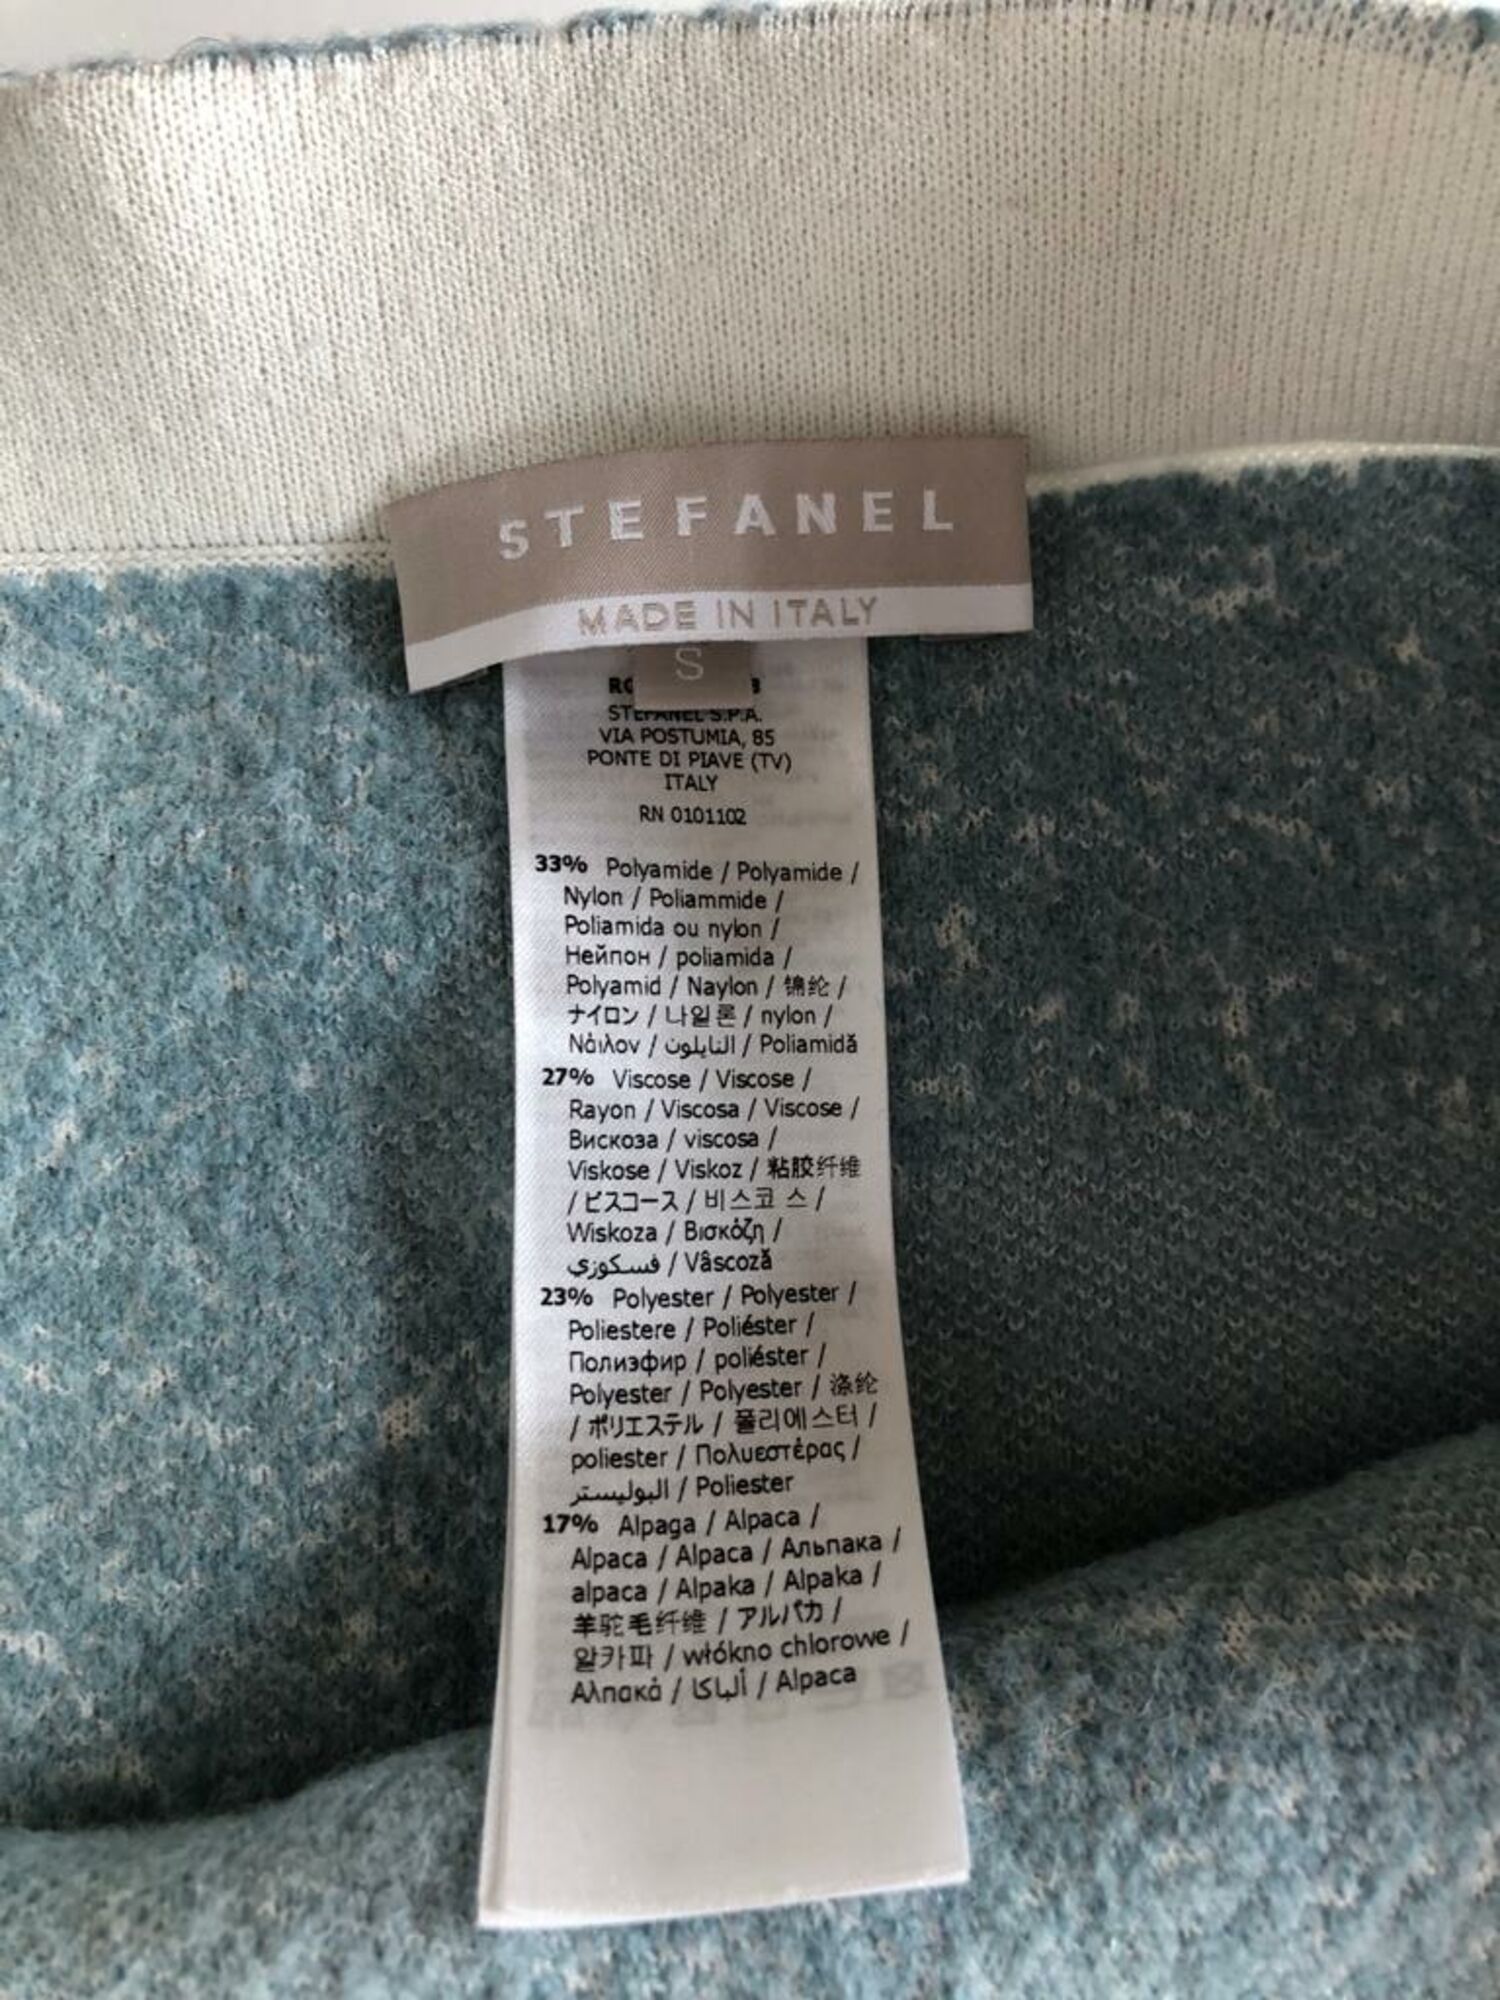 STEFANEL
MADE IN ITALY
S
STEFANEL S.P.A.
VIA POSTUMIA, 85
PONTE DI PIAVE (TV)
ITALY
RN 0101102
33% Polyamide / Polyamide /
Nylon / Poliammide /
Poliamida ou nylon /
Нейлон / poliamida /
Polyamid / Naylon / 锦纶 /
ナイロン / 나일론 / nylon /
Νάιλον / النايلون / Poliamidă
27% Viscose / Viscose /
Rayon / Viscosa / Viscose /
Вискоза / viscosa /
Viskose / Viskoz / 粘胶纤维
/ ビスコース / 비스코 스 /
Wiskoza / Βισκόζη /
فسكوزي / Vâscoză
23% Polyester / Polyester /
Poliestere / Poliéster /
Полиэфир / poliéster /
Polyester / Polyester / 涤纶
/ ポリエステル / 폴리에스터 /
poliester / Πολυεστέρας /
البوليستر / Poliester
17% Alpaga / Alpaca /
Alpaca / Alpaca / Альпака /
alpaca / Alpaka / Alpaka /
羊驼毛纤维 / アルパカ /
알카파 / włókno chlorowe /
Αλπακά / ألباكا / Alpaca